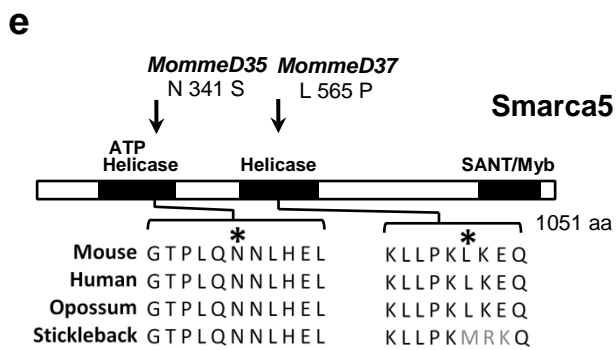 e
MommeD35 MommeD37
N 341 S L 565 P
Smarca5
ATP
Helicase Helicase SANT/Myb
1051 aa
* *
Mouse GTPLQNNLHEL KLLPKLKEQ
Human GTPLQNNLHEL KLLPKLKEQ
Opossum GTPLQNNLHEL KLLPKLKEQ
Stickleback GTPLQNNLHEL KLLPKMRKQ